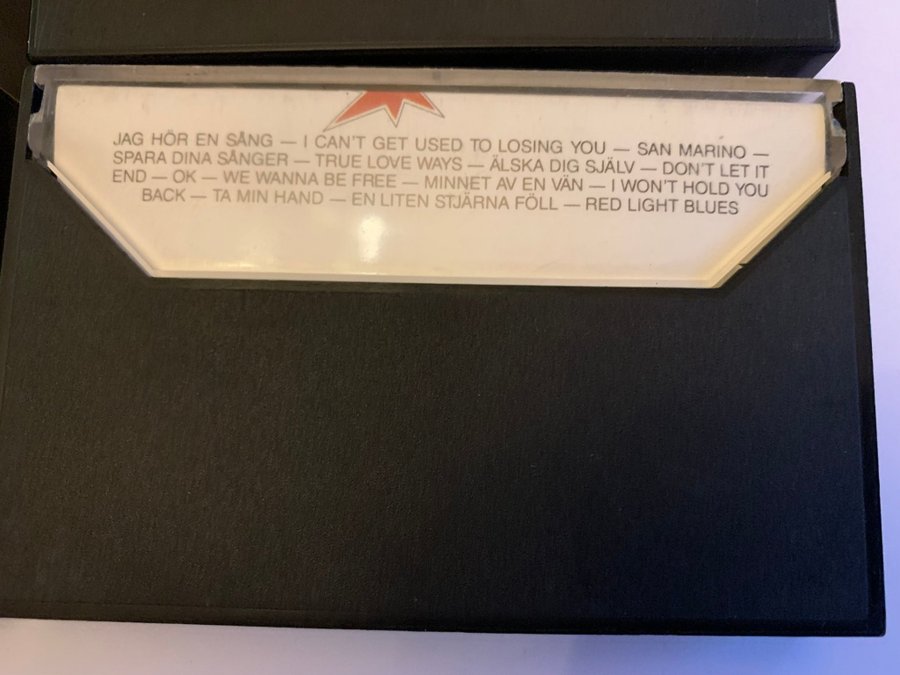 JAG HÖR EN SÅNG — I CAN'T GET USED TO LOSING YOU — SAN MARINO —
SPARA DINA SÅNGER — TRUE LOVE WAYS — ÄLSKA DIG SJÄLV — DON'T LET IT
END — OK — WE WANNA BE FREE — MINNET AV EN VÄN — I WON'T HOLD YOU
BACK — TA MIN HAND — EN LITEN STJÄRNA FÖLL — RED LIGHT BLUES